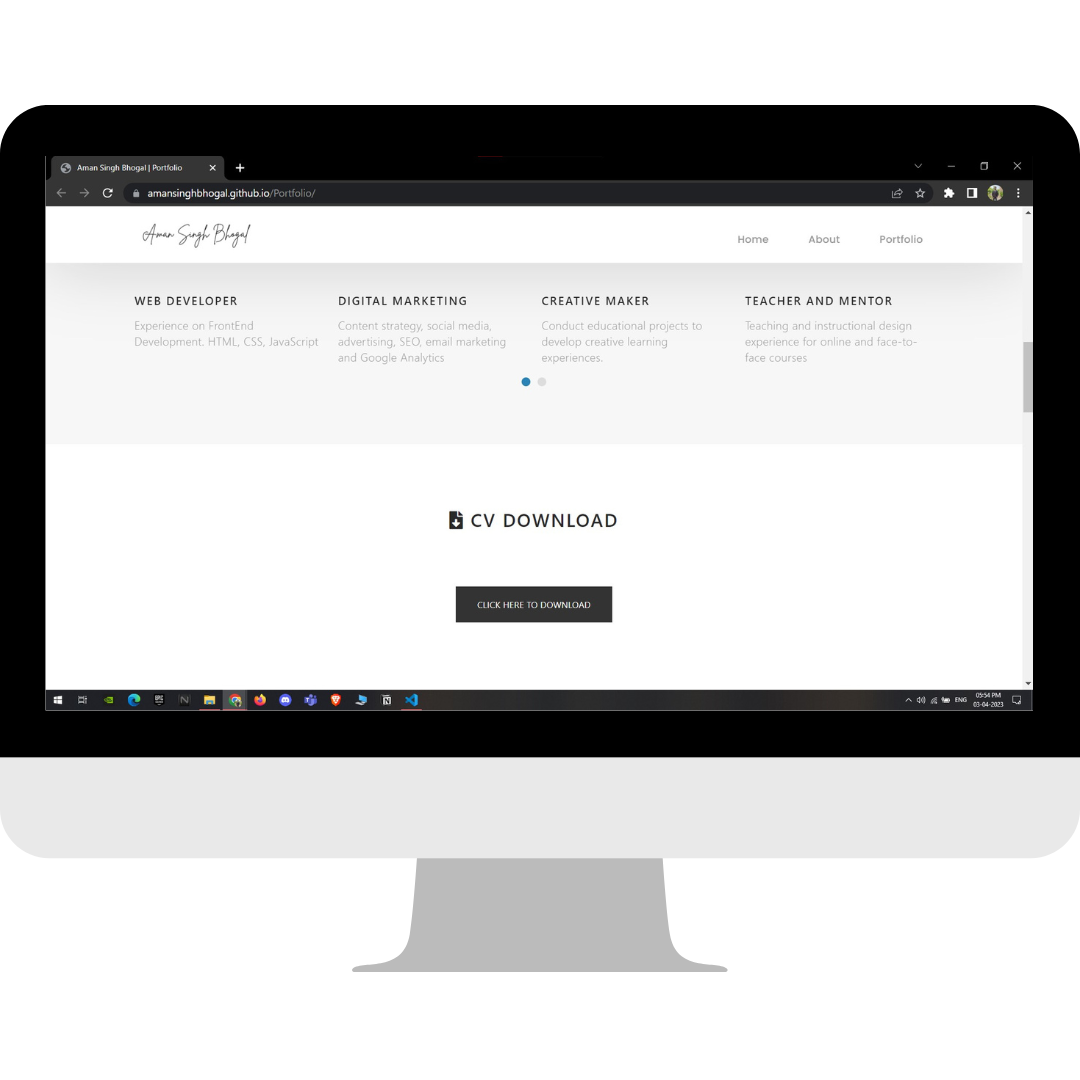 Aman Singh Bhogal | Portfolio
amansinghbhogal.github.io/Portfolio/
Aman Singh Bhogal
Home
About
Portfolio
WEB DEVELOPER
Experience on FrontEnd
Development. HTML, CSS, JavaScript
DIGITAL MARKETING
Content strategy, social media,
advertising, SEO, email marketing
and Google Analytics
CREATIVE MAKER
Conduct educational projects to
develop creative learning
experiences.
TEACHER AND MENTOR
Teaching and instructional design
experience for online and face-to-
face courses
CV DOWNLOAD
CLICK HERE TO DOWNLOAD
ENG
05:54 PM
03-04-2023